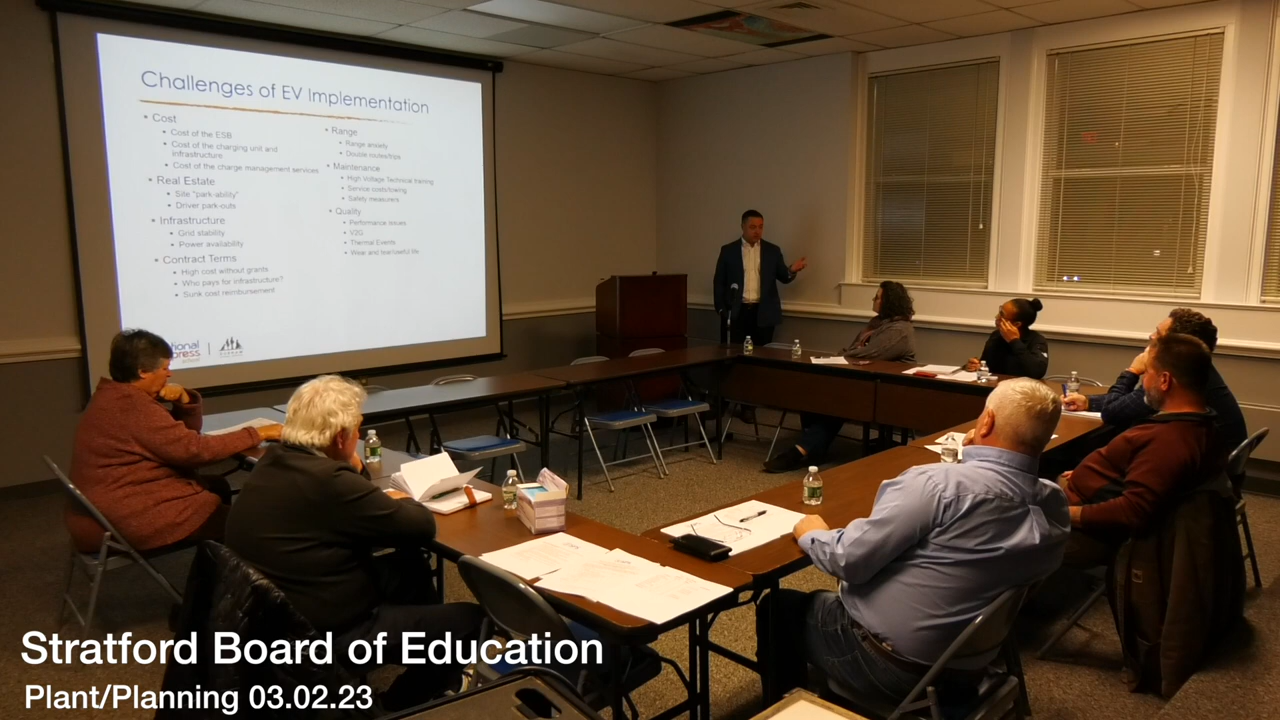 Challenges of EV Implementation
• Cost
• Cost of the ESB
• Cost of the charging unit and
infrastructure
• Cost of the charge management services
• Real Estate
• Site "park-ability"
• Driver park-outs
• Infrastructure
• Grid stability
• Power availability
• Contract Terms
• High cost without grants
• Who pays for infrastructure?
• Sunk cost reimbursement
• Range
• Range anxiety
• Double routes/trips
• Maintenance
• High Voltage Technical training
• Service costs/towing
• Safety measurers
• Quality
• Performance issues
• V2G
• Thermal Events
• Wear and tear/useful life
Stratford Board of Education
Plant/Planning 03.02.23